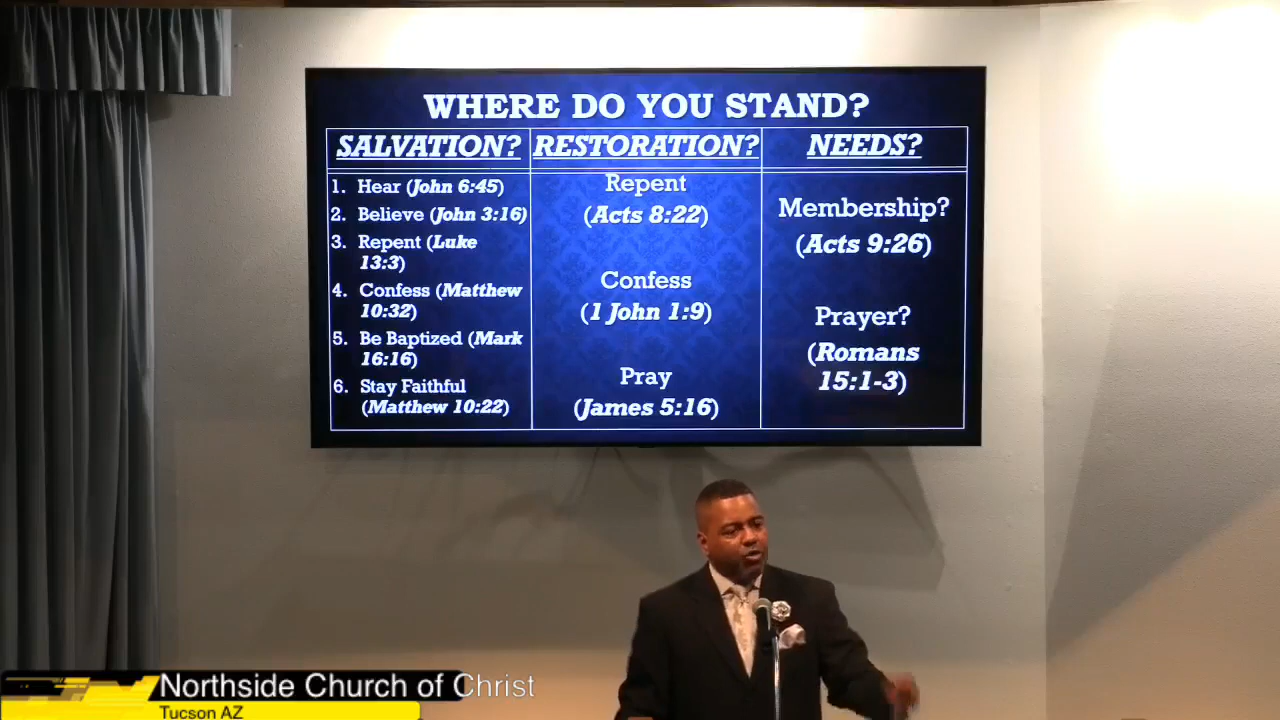 WHERE DO YOU STAND?
SALVATION?
1. Hear (John 6:45)
2. Believe (John 3:16)
3. Repent (Luke
13:3)
4. Confess (Matthew
10:32)
5. Be Baptized (Mark
16:16)
6. Stay Faithful
(Matthew 10:22)
RESTORATION?
Repent
(Acts 8:22)
Confess
(1 John 1:9)
Pray
(James 5:16)
NEEDS?
Membership?
(Acts 9:26)
Prayer?
(Romans
15:1-3)
Northside Church of Christ
Tucson AZ